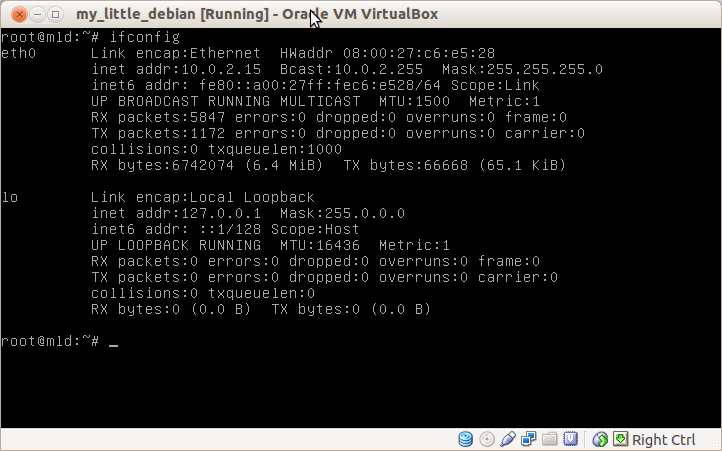 my_little_debian [Running] - Oracle VM VirtualBox
root@mld:~# ifconfig
eth0      Link encap:Ethernet  HWaddr 08:00:27:c6:e5:28
          inet addr:10.0.2.15  Bcast:10.0.2.255  Mask:255.255.255.0
          inet6 addr: fe80::a00:27ff:fec6:e528/64 Scope:Link
          UP BROADCAST RUNNING MULTICAST  MTU:1500  Metric:1
          RX packets:5847 errors:0 dropped:0 overruns:0 frame:0
          TX packets:1172 errors:0 dropped:0 overruns:0 carrier:0
          collisions:0 txqueuelen:1000
          RX bytes:6742074 (6.4 MiB)  TX bytes:66668 (65.1 KiB)
lo        Link encap:Local Loopback
          inet addr:127.0.0.1  Mask:255.0.0.0
          inet6 addr: ::1/128 Scope:Host
          UP LOOPBACK RUNNING  MTU:16436  Metric:1
          RX packets:0 errors:0 dropped:0 overruns:0 frame:0
          TX packets:0 errors:0 dropped:0 overruns:0 carrier:0
          collisions:0 txqueuelen:0
          RX bytes:0 (0.0 B)  TX bytes:0 (0.0 B)
root@mld:~# _
Right Ctrl